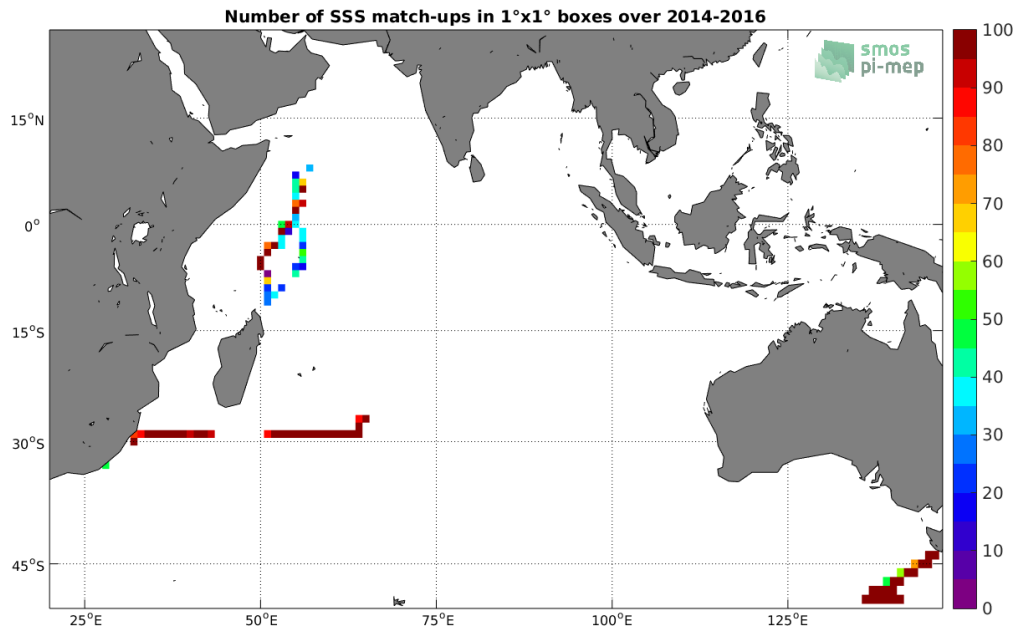 Number of SSS match-ups in 1°x1° boxes over 2014-2016
smos
pi-mep
15°N
0°
15°S
30°S
45°S
25°E
50°E
75°E
100°E
125°E
100
90
80
70
60
50
40
30
20
10
0